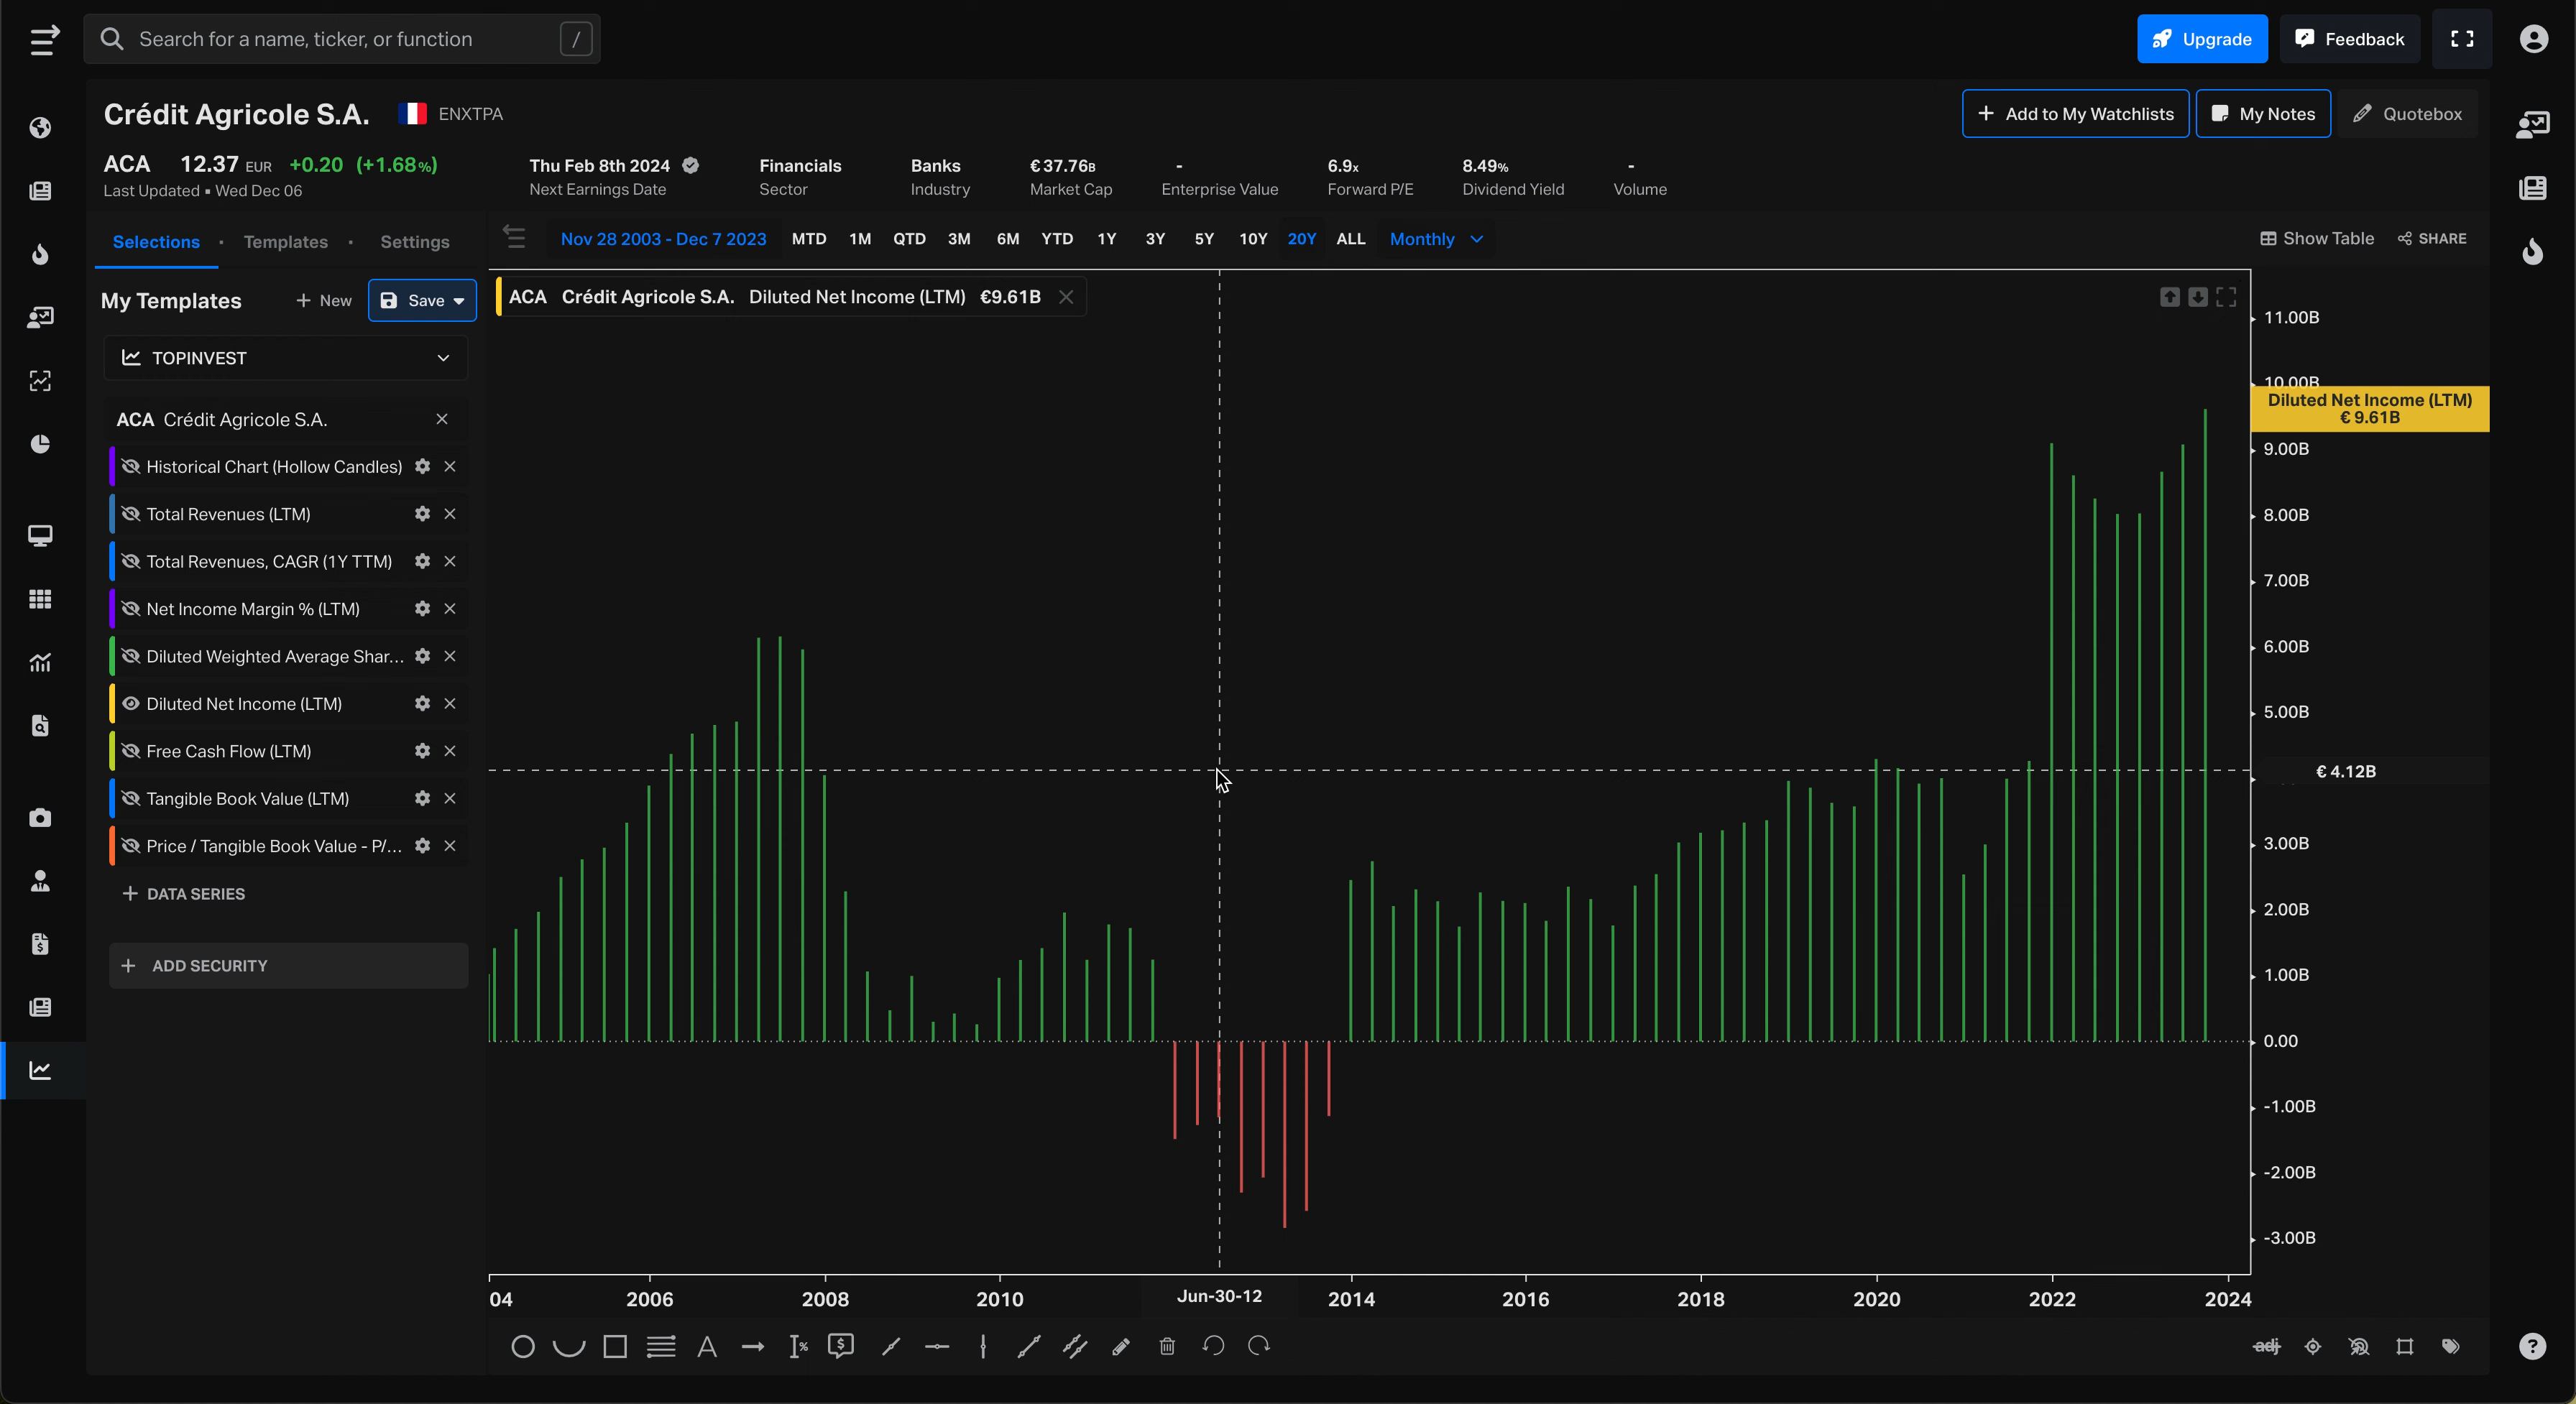 Search for a name, ticker, or function /
Upgrade
Feedback
Crédit Agricole S.A. ENXTPA
Add to My Watchlists
My Notes
Quotebox
ACA 12.37 EUR +0.20 (+1.68%)
Last Updated ▪ Wed Dec 06
Thu Feb 8th 2024
Next Earnings Date
Financials
Sector
Banks
Industry
€37.76B
Market Cap
-
Enterprise Value
6.9x
Forward P/E
8.49%
Dividend Yield
-
Volume
Selections · Templates · Settings
Nov 28 2003 - Dec 7 2023 MTD 1M QTD 3M 6M YTD 1Y 3Y 5Y 10Y 20Y ALL Monthly
Show Table SHARE
My Templates + New Save
TOPINVEST
ACA Crédit Agricole S.A.
Historical Chart (Hollow Candles)
Total Revenues (LTM)
Total Revenues, CAGR (1Y TTM)
Net Income Margin % (LTM)
Diluted Weighted Average Shar...
Diluted Net Income (LTM)
Free Cash Flow (LTM)
Tangible Book Value (LTM)
Price / Tangible Book Value - P/...
+ DATA SERIES
+ ADD SECURITY
ACA Crédit Agricole S.A. Diluted Net Income (LTM) €9.61B
11.00B
10.00B
Diluted Net Income (LTM)
€ 9.61B
9.00B
8.00B
7.00B
6.00B
5.00B
€ 4.12B
3.00B
2.00B
1.00B
0.00
-1.00B
-2.00B
-3.00B
04 2006 2008 2010 Jun-30-12 2014 2016 2018 2020 2022 2024
A % $ adj ?